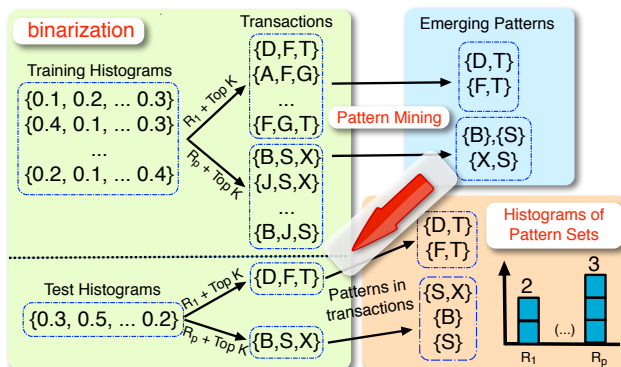 binarization
Training Histograms
{0.1, 0.2, ... 0.3}
{0.4, 0.1, ... 0.3}
...
{0.2, 0.1, ... 0.4}
R1 + Top K
Rp + Top K
Transactions
{D,F,T}
{A,F,G}
...
{F,G,T}
{B,S,X}
{J,S,X}
...
{B,J,S}
Pattern Mining
Emerging Patterns
{D,T}
{F,T}
{B},{S}
{X,S}
Test Histograms
{0.3, 0.5, ... 0.2}
R1 + Top K
Rp + Top K
{D,F,T}
{B,S,X}
Patterns in
transactions
{D,T}
{F,T}
{S,X}
{B}
{S}
Histograms of
Pattern Sets
2
3
(...)
R1
Rp